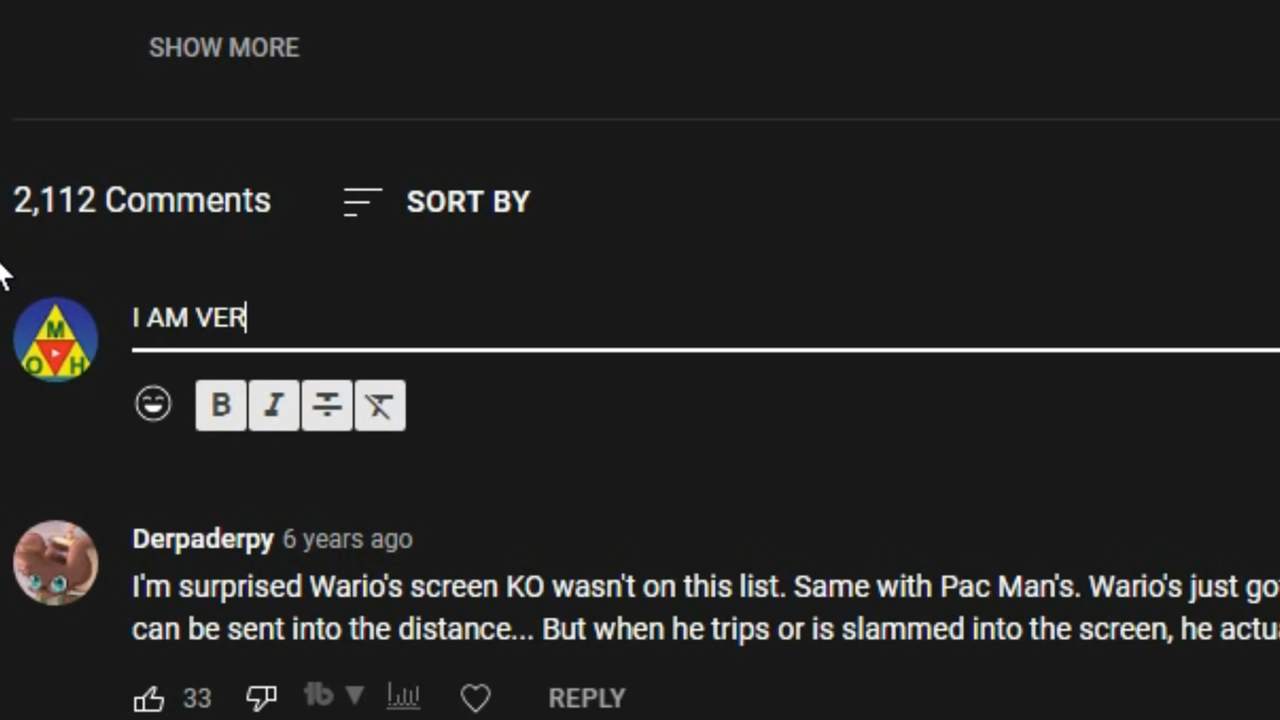 SHOW MORE
2,112 Comments
SORT BY
M
O H
I AM VER
B I T T
Derpaderpy 6 years ago
I'm surprised Wario's screen KO wasn't on this list. Same with Pac Man's. Wario's just go
can be sent into the distance... But when he trips or is slammed into the screen, he actu
33
tb
REPLY